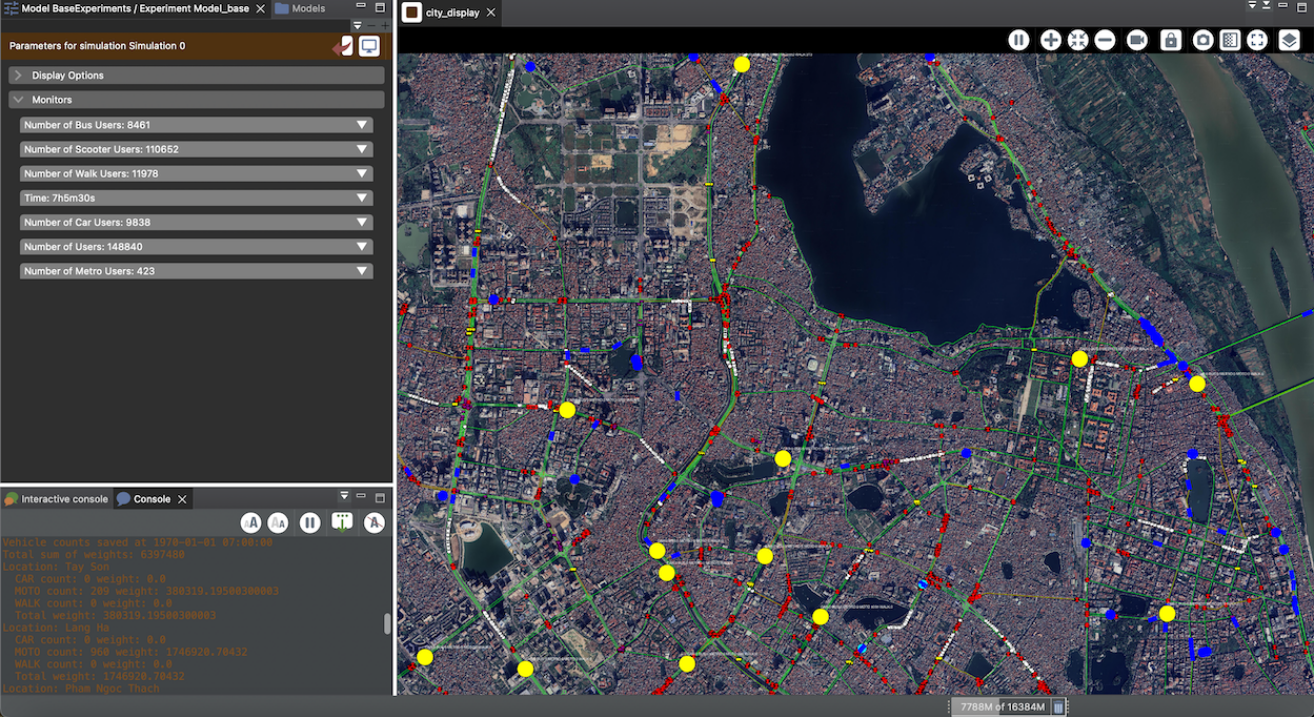 Model BaseExperiments / Experiment Model_base
Models
Parameters for simulation Simulation 0
Display Options
Monitors
Number of Bus Users: 8461
Number of Scooter Users: 110652
Number of Walk Users: 11978
Time: 7h5m30s
Number of Car Users: 9838
Number of Users: 148840
Number of Metro Users: 423
Interactive console
Console
Vehicle counts saved at 1970-01-01 07:00:00
Total sum of weights: 6397480
Location: Tay Son
CAR count: 0 weight: 0.0
MOTO count: 209 weight: 380319.19500300003
WALK count: 0 weight: 0.0
Total weight: 380319.19500300003
Location: Lang Ha
CAR count: 0 weight: 0.0
MOTO count: 960 weight: 1746920.70432
WALK count: 0 weight: 0.0
Total weight: 1746920.70432
Location: Pham Ngoc Thach
city_display
7788M of 16384M